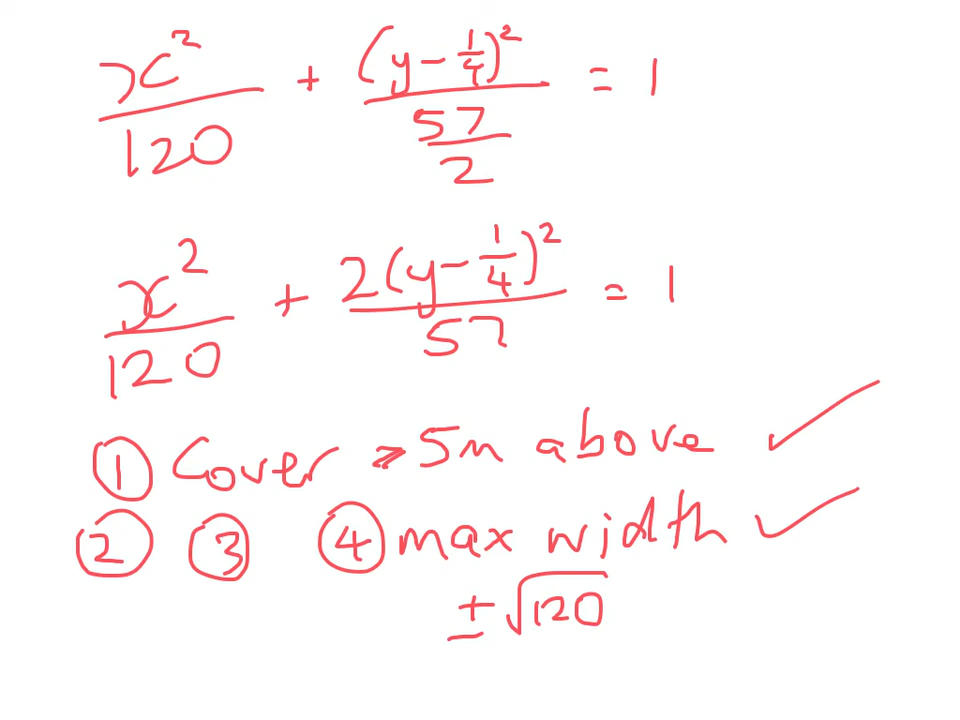 x²/120 + (y - 1/4)²/(57/2) = 1
x²/120 + 2(y - 1/4)²/57 = 1
① Cover ⩾ 5m above ✓
② ③ ④ max width ✓
± √120